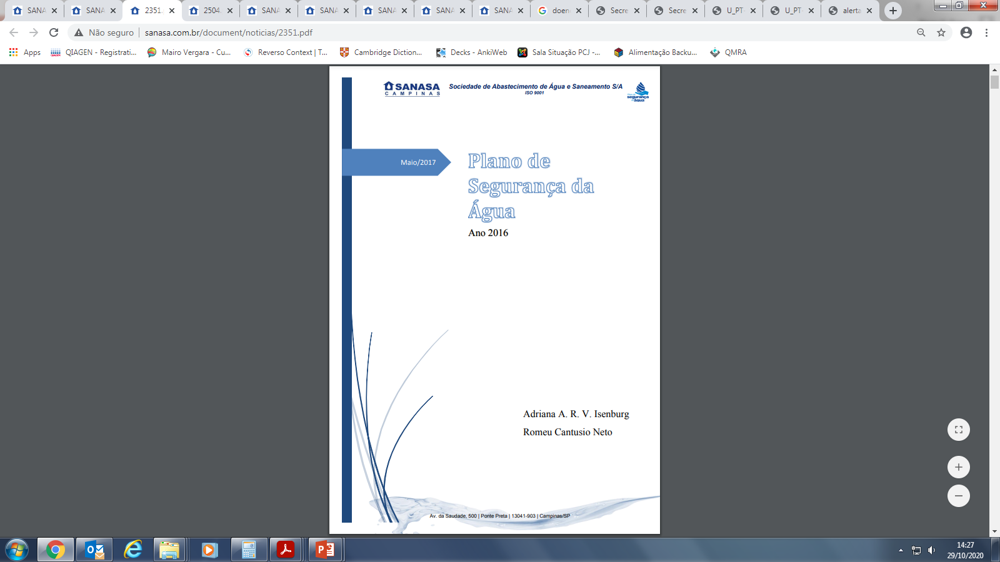 SANA
SANA
2351.
2504.
SANA
SANA
SANA
SANA
SANA
doen
Secre
Secre
U_PT-
U_PT-
alerta
Não seguro | sanasa.com.br/document/noticias/2351.pdf
Apps
QIAGEN - Registrati...
Mairo Vergara - Cu...
Reverso Context | T...
Cambridge Diction...
Decks - AnkiWeb
Sala Situação PCJ -...
Alimentação Backu...
QMRA
SANASA
CAMPINAS
Sociedade de Abastecimento de Água e Saneamento S/A
ISO 9001
Plano de
segurança
da água
Maio/2017
Plano de
Segurança da
Água
Ano 2016
Adriana A. R. V. Isenburg
Romeu Cantusio Neto
Av. da Saudade, 500 | Ponte Preta | 13041-903 | Campinas/SP
14:27
29/10/2020